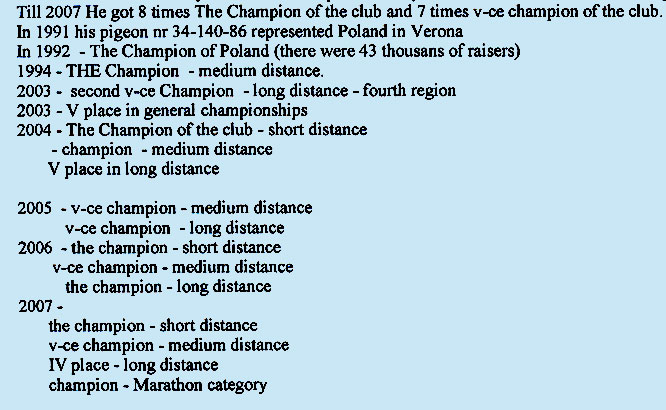 Till 2007 He got 8 times The Champion of the club and 7 times v-ce champion of the club.
In 1991 his pigeon nr 34-140-86 represented Poland in Verona
In 1992 - The Champion of Poland (there were 43 thousans of raisers)
1994 - THE Champion - medium distance.
2003 - second v-ce Champion - long distance - fourth region
2003 - V place in general championships
2004 - The Champion of the club - short distance
- champion - medium distance
V place in long distance
2005 - v-ce champion - medium distance
v-ce champion - long distance
2006 - the champion - short distance
v-ce champion - medium distance
the champion - long distance
2007 -
the champion - short distance
v-ce champion - medium distance
IV place - long distance
champion - Marathon category